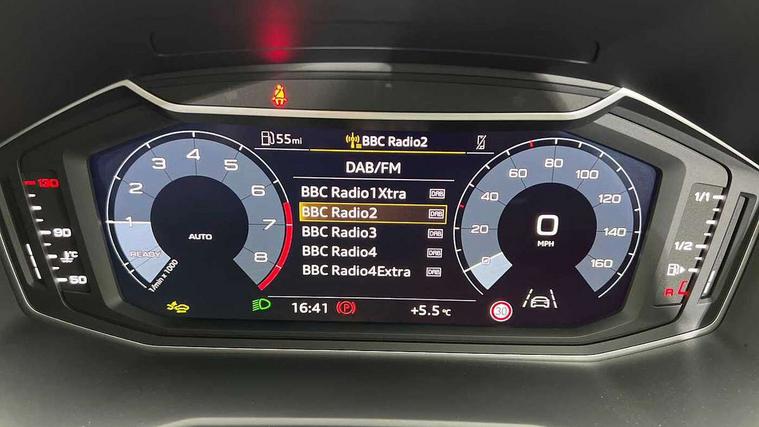 55mi
BBC Radio2
DAB/FM
BBC Radio1Xtra DAB
BBC Radio2 DAB
BBC Radio3 DAB
BBC Radio4 DAB
BBC Radio4Extra DAB
1
2
3
4
5
6
7
8
READY
AUTO
1/min x 1000
0
20
40
60
80
100
120
140
160
0
MPH
130
90
°C
50
1/1
1/2
R
16:41
P
+5.5 °C
30